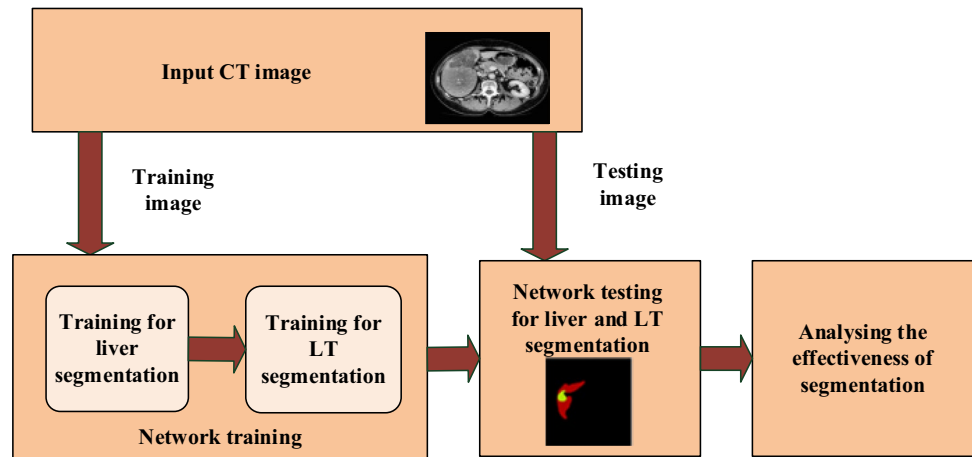 Input CT image
Training
image
Testing
image
Training for
liver
segmentation
Training for
LT
segmentation
Network training
Network testing
for liver and LT
segmentation
Analysing the
effectiveness of
segmentation